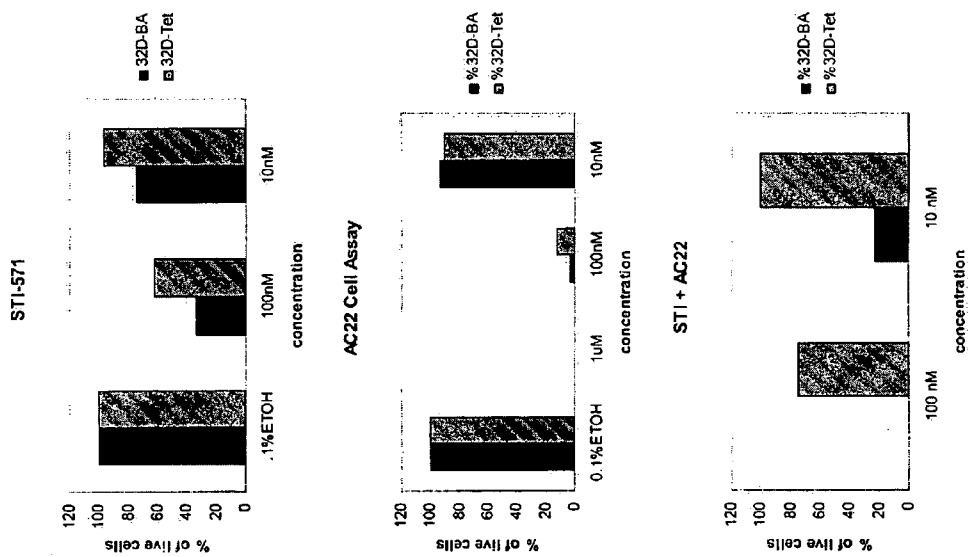 STI-571
% of live cells
120
100
80
60
40
20
0
.1%ETOH
100nM
10nM
concentration
32D-BA
32D-Tet
AC22 Cell Assay
% of live cells
120
100
80
60
40
20
0
0.1%ETOH
1uM
100nM
10nM
concentration
%32D-BA
%32D-Tet
STI + AC22
% of live cells
120
100
80
60
40
20
0
100 nM
10 nM
concentration
%32D-BA
%32D-Tet